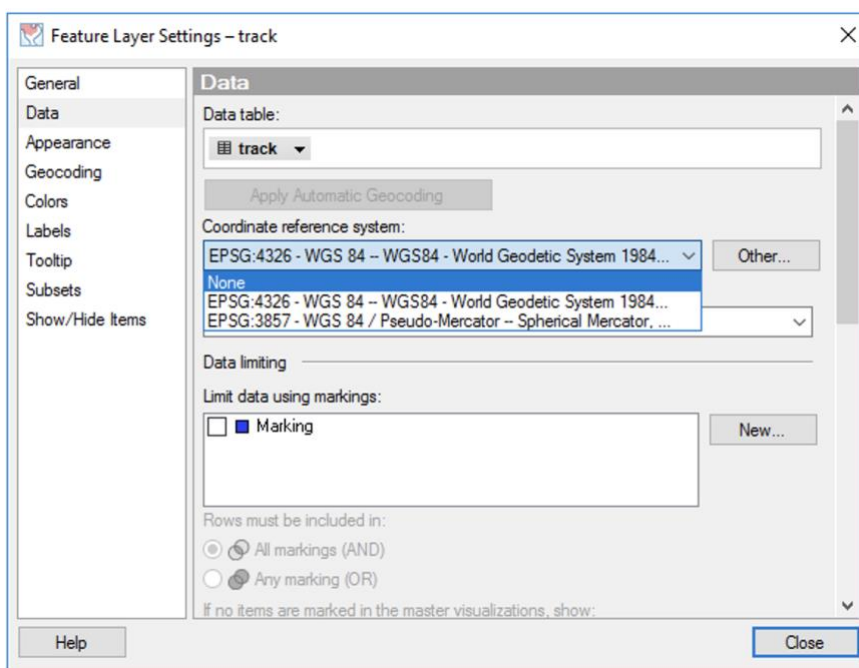 Feature Layer Settings – track
General
Data
Appearance
Geocoding
Colors
Labels
Tooltip
Subsets
Show/Hide Items
Data
Data table:
track
Apply Automatic Geocoding
Coordinate reference system:
EPSG:4326 - WGS 84 -- WGS84 - World Geodetic System 1984...
Other...
None
EPSG:4326 - WGS 84 -- WGS84 - World Geodetic System 1984...
EPSG:3857 - WGS 84 / Pseudo-Mercator -- Spherical Mercator, ...
Data limiting
Limit data using markings:
Marking
New...
Rows must be included in:
All markings (AND)
Any marking (OR)
If no items are marked in the master visualizations, show:
Help
Close